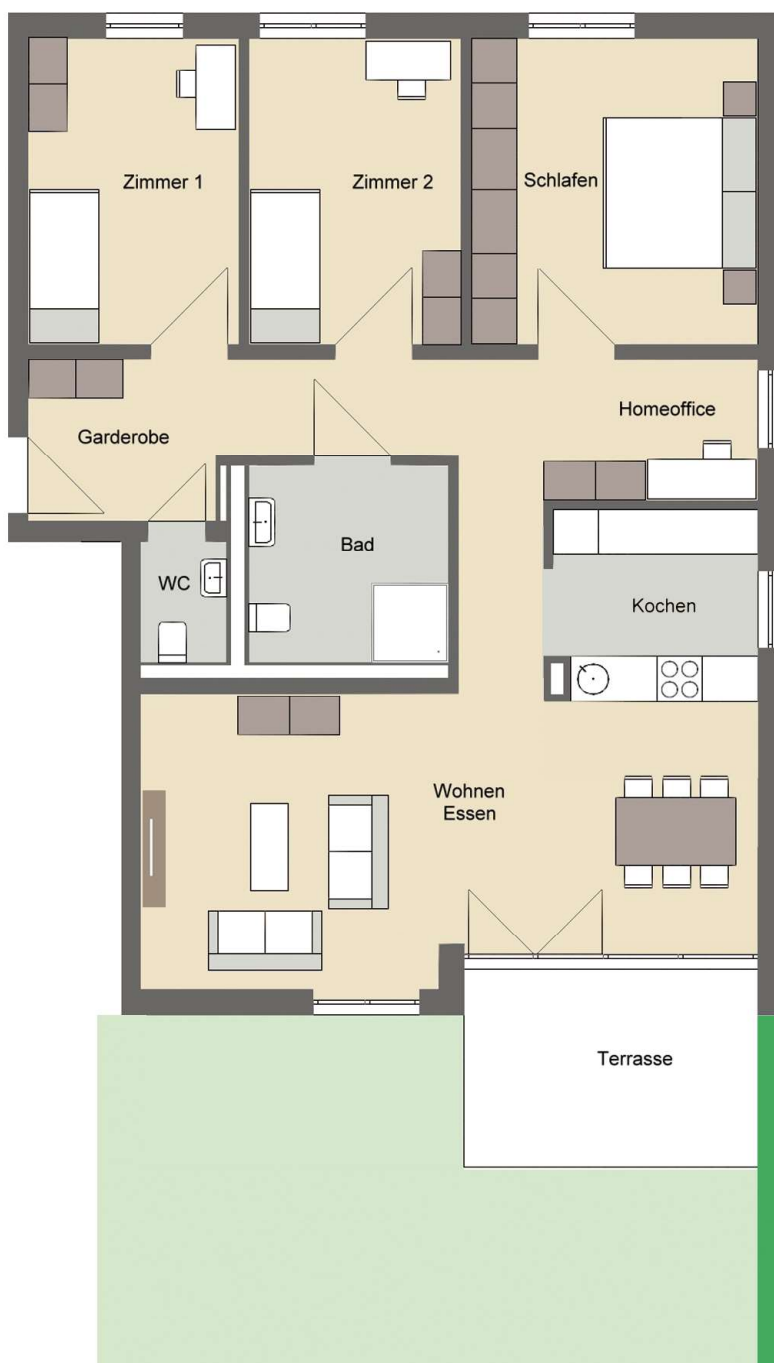 Zimmer 1
Zimmer 2
Schlafen
Homeoffice
Garderobe
Bad
WC
Kochen
Wohnen
Essen
Terrasse